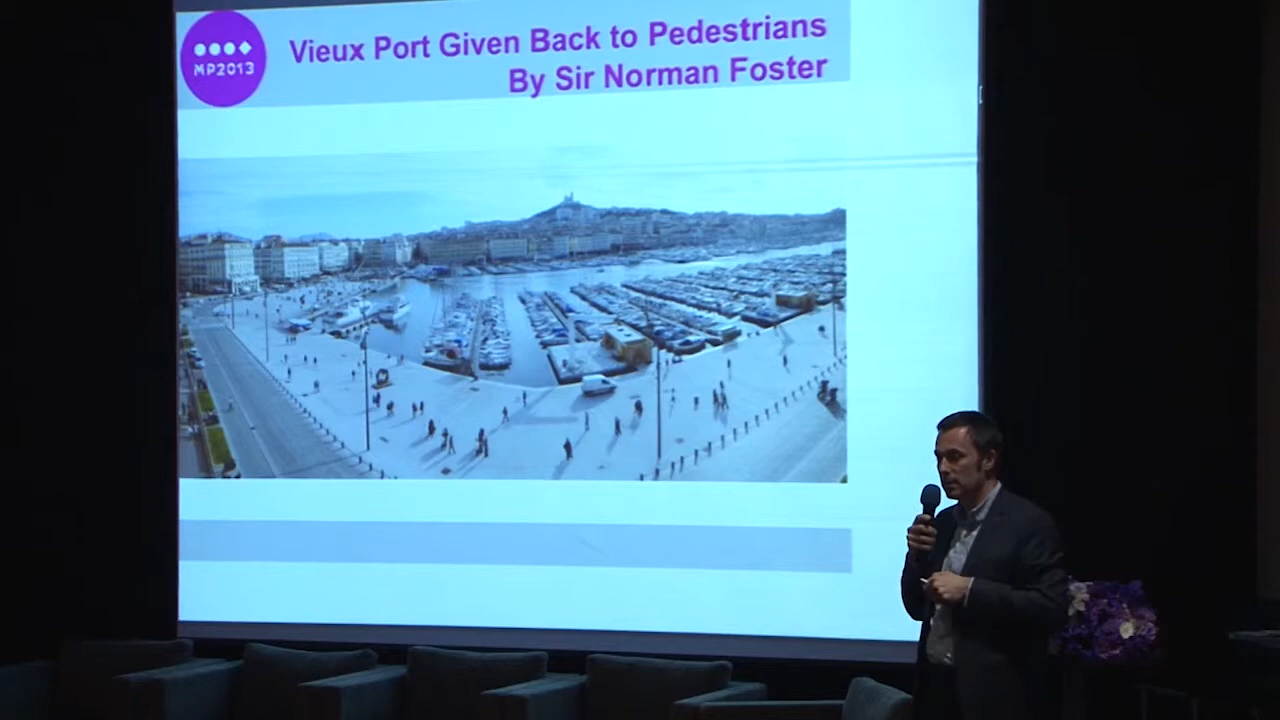 MP2013
Vieux Port Given Back to Pedestrians
By Sir Norman Foster